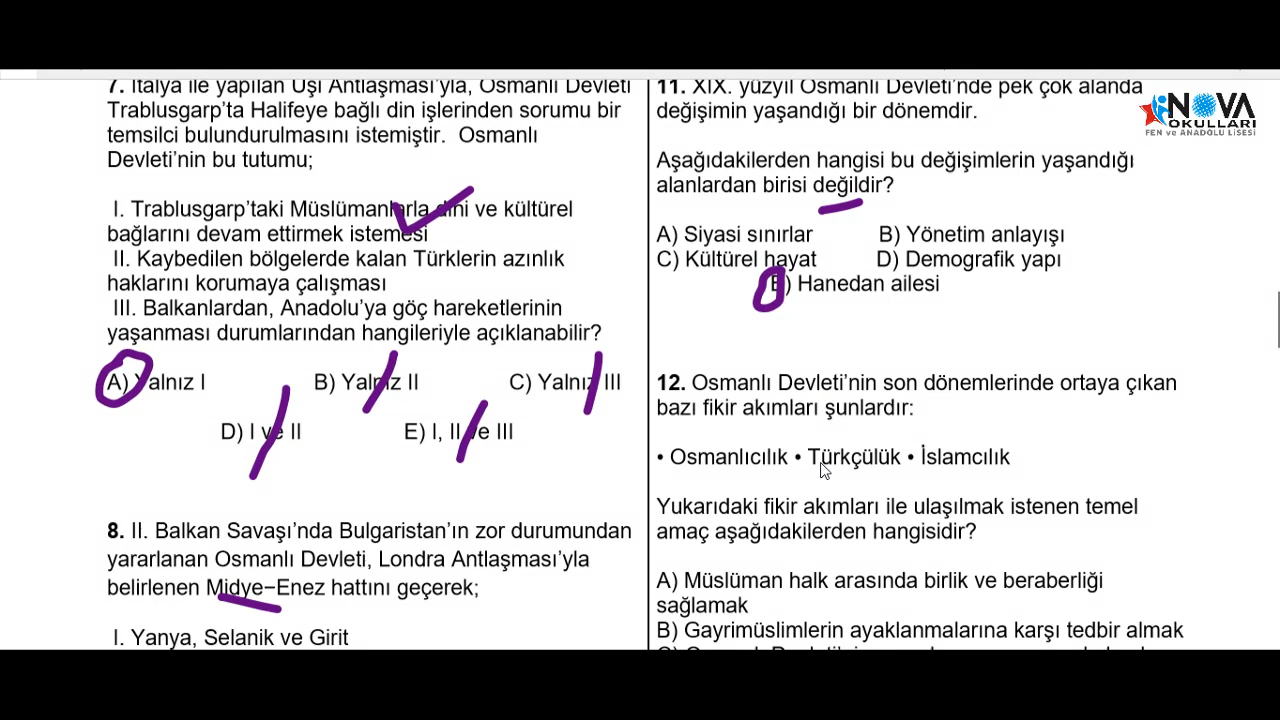 7. İtalya ile yapılan Uşi Antlaşması’yla, Osmanlı Devleti
Trablusgarp’ta Halifeye bağlı din işlerinden sorumu bir
temsilci bulundurulmasını istemiştir. Osmanlı
Devleti’nin bu tutumu;
I. Trablusgarp’taki Müslümanlarla dini ve kültürel
bağlarını devam ettirmek istemesi
II. Kaybedilen bölgelerde kalan Türklerin azınlık
haklarını korumaya çalışması
III. Balkanlardan, Anadolu’ya göç hareketlerinin
yaşanması durumlarından hangileriyle açıklanabilir?
A) Yalnız I B) Yalnız II C) Yalnız III
D) I ve II E) I, II ve III
8. II. Balkan Savaşı’nda Bulgaristan’ın zor durumundan
yararlanan Osmanlı Devleti, Londra Antlaşması’yla
belirlenen Midye−Enez hattını geçerek;
I. Yanya, Selanik ve Girit
11. XIX. yüzyıl Osmanlı Devleti’nde pek çok alanda
değişimin yaşandığı bir dönemdir.
Aşağıdakilerden hangisi bu değişimlerin yaşandığı
alanlardan birisi değildir?
A) Siyasi sınırlar B) Yönetim anlayışı
C) Kültürel hayat D) Demografik yapı
E) Hanedan ailesi
12. Osmanlı Devleti’nin son dönemlerinde ortaya çıkan
bazı fikir akımları şunlardır:
• Osmanlıcılık • Türkçülük • İslamcılık
Yukarıdaki fikir akımları ile ulaşılmak istenen temel
amaç aşağıdakilerden hangisidir?
A) Müslüman halk arasında birlik ve beraberliği
sağlamak
B) Gayrimüslimlerin ayaklanmalarına karşı tedbir almak
NOVA
OKULLARI
FEN ve ANADOLU LİSESİ